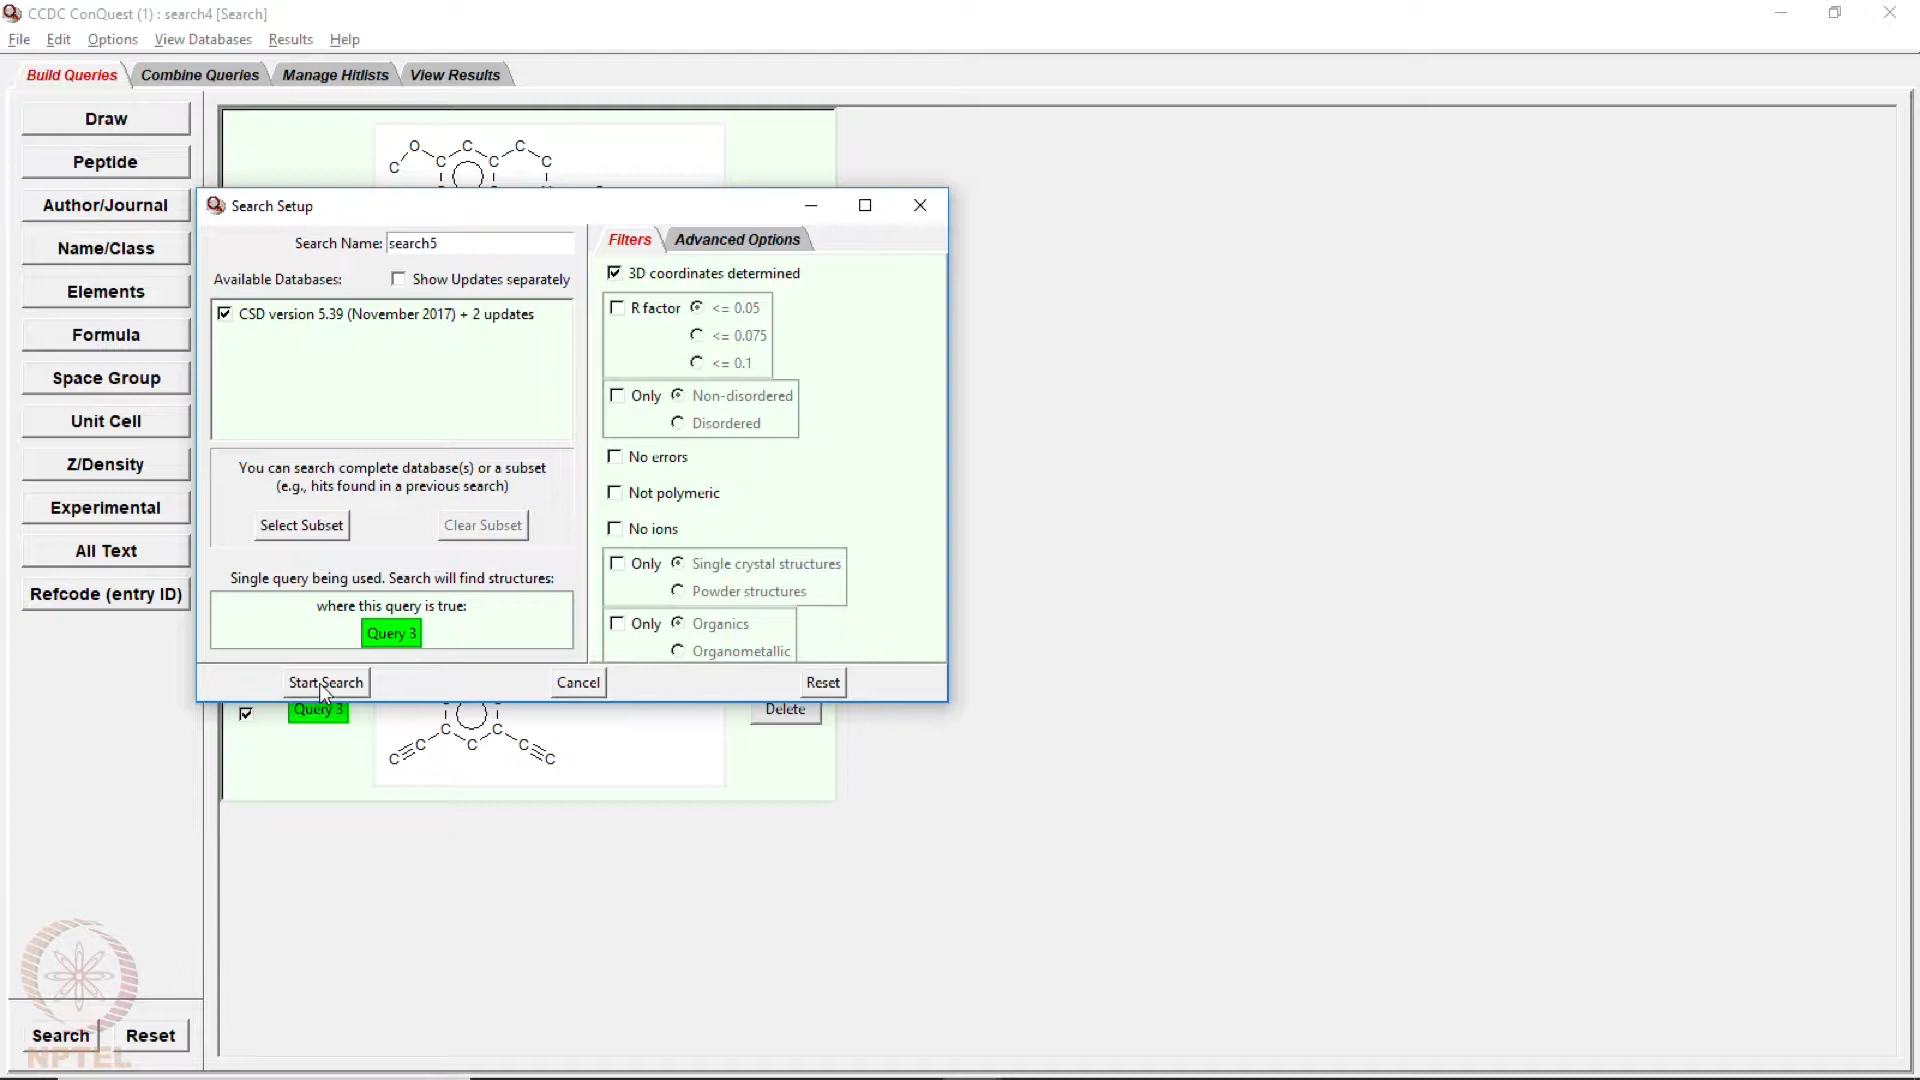 CCDC ConQuest (1) : search4 [Search]
File Edit Options View Databases Results Help
Build Queries Combine Queries Manage Hitlists View Results
Draw
Peptide
Author/Journal
Name/Class
Elements
Formula
Space Group
Unit Cell
Z/Density
Experimental
All Text
Refcode (entry ID)
Search Reset
NPTEL
O C C
C C C C
Search Setup
Search Name: search5
Available Databases: Show Updates separately
CSD version 5.39 (November 2017) + 2 updates
You can search complete database(s) or a subset
(e.g., hits found in a previous search)
Select Subset Clear Subset
Single query being used. Search will find structures:
where this query is true:
Query 3
Filters Advanced Options
3D coordinates determined
R factor <= 0.05
<= 0.075
<= 0.1
Only Non-disordered
Disordered
No errors
Not polymeric
No ions
Only Single crystal structures
Powder structures
Only Organics
Organometallic
Start Search Cancel Reset
Query 3 Delete
C C
C C C
C C